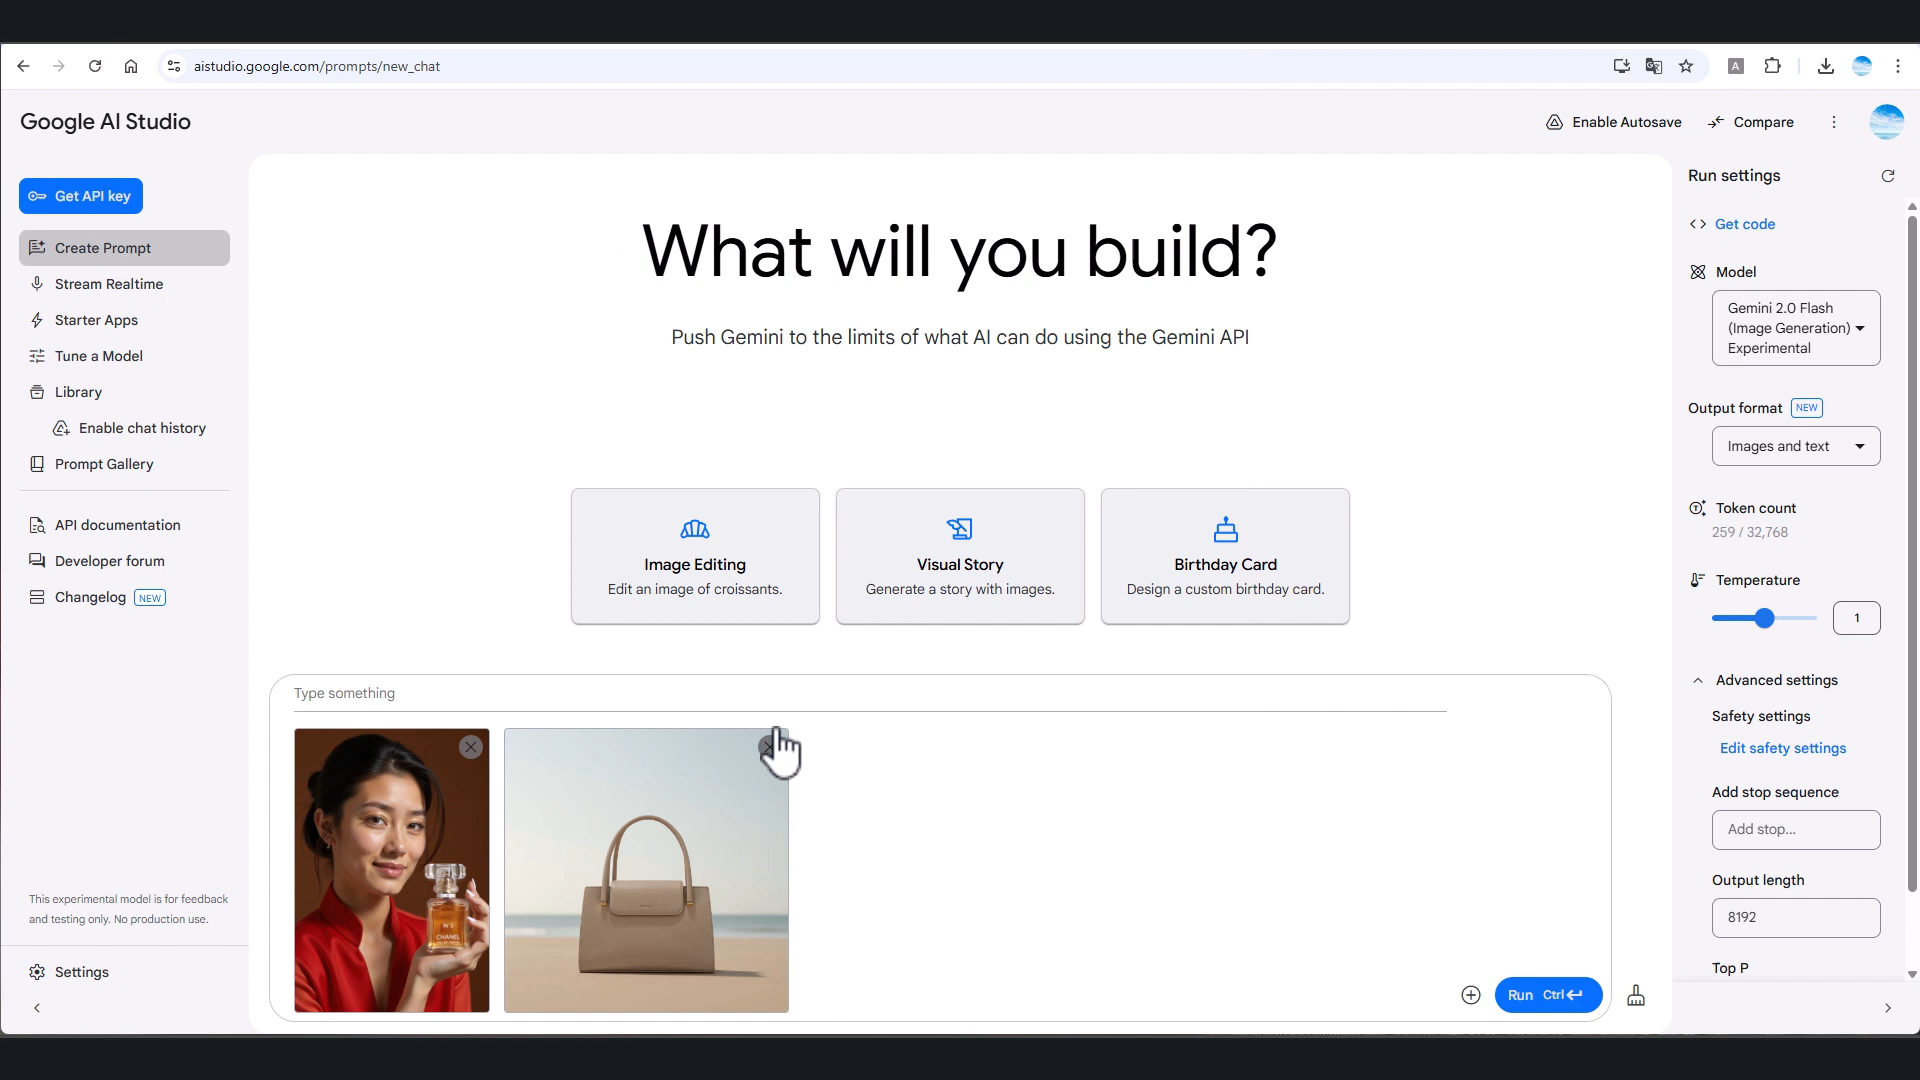 aistudio.google.com/prompts/new_chat
A
Google AI Studio
Enable Autosave
Compare
Get API key
Create Prompt
Stream Realtime
Starter Apps
Tune a Model
Library
Enable chat history
Prompt Gallery
API documentation
Developer forum
Changelog NEW
This experimental model is for feedback
and testing only. No production use.
Settings
What will you build?
Push Gemini to the limits of what AI can do using the Gemini API
Image Editing
Edit an image of croissants.
Visual Story
Generate a story with images.
Birthday Card
Design a custom birthday card.
Type something
N°5
CHANEL
Run Ctrl
Run settings
Get code
Model
Gemini 2.0 Flash
(Image Generation)
Experimental
Output format NEW
Images and text
Token count
259 / 32,768
Temperature
1
Advanced settings
Safety settings
Edit safety settings
Add stop sequence
Add stop...
Output length
8192
Top P